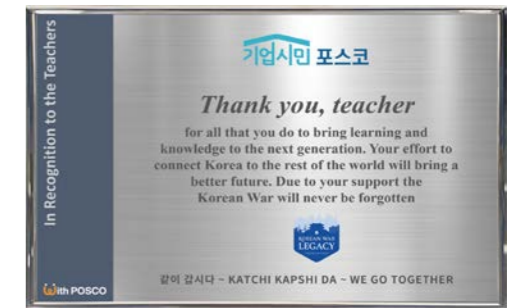 In Recognition to the Teachers
기업시민 포스코
Thank you, teacher
for all that you do to bring learning and
knowledge to the next generation. Your effort to
connect Korea to the rest of the world will bring a
better future. Due to your support the
Korean War will never be forgotten
KOREAN WAR
LEGACY
같이 갑시다 ~ KATCHI KAPSHI DA ~ WE GO TOGETHER
With POSCO